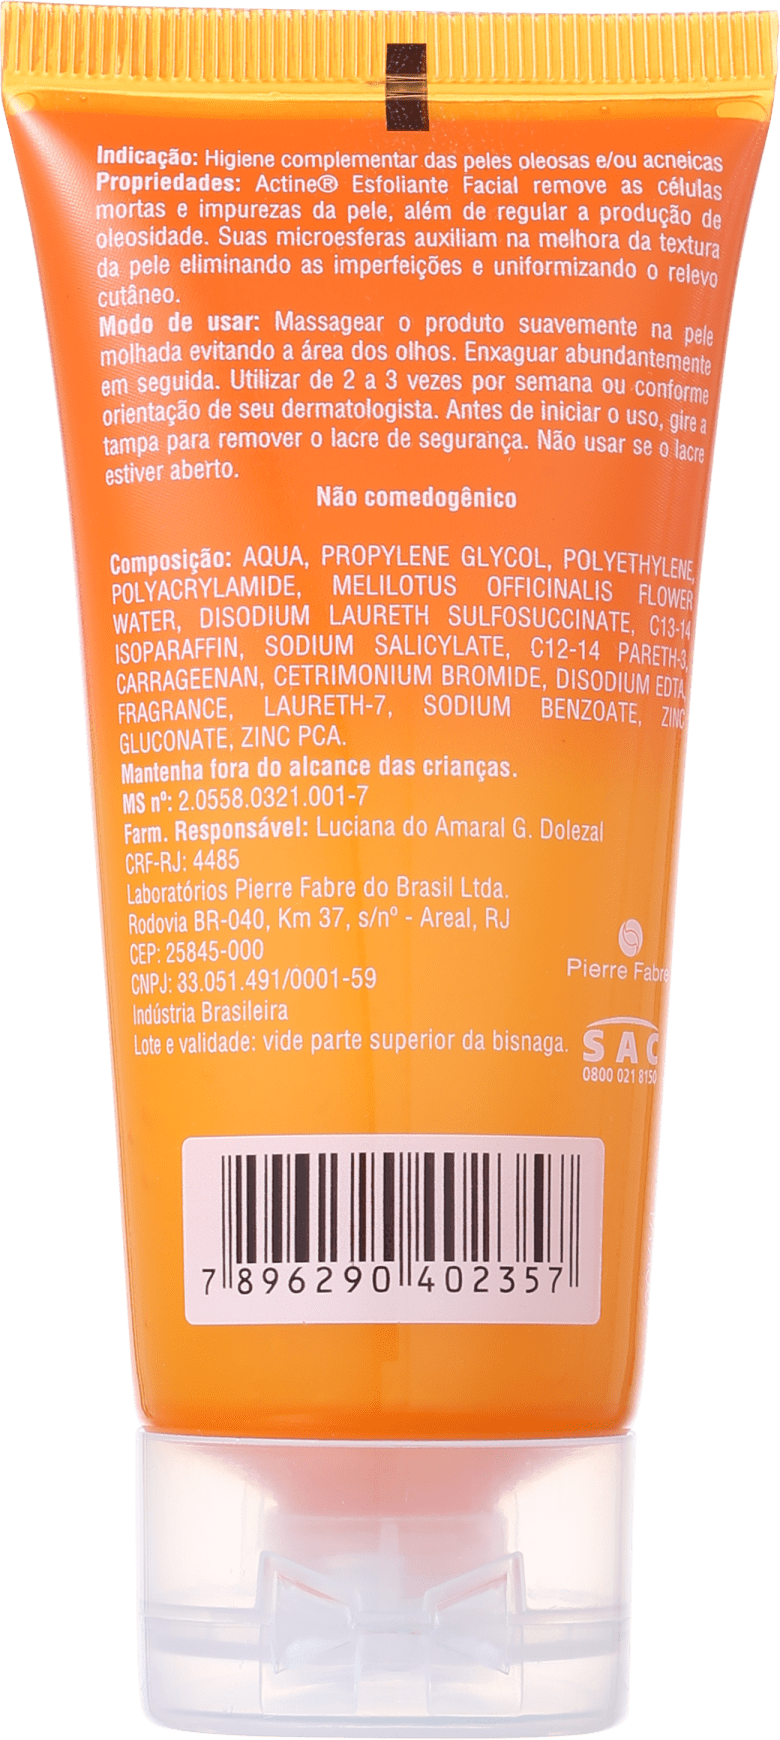 Indicação: Higiene complementar das peles oleosas e/ou acneicas
Propriedades: Actine® Esfoliante Facial remove as células
mortas e impurezas da pele, além de regular a produção de
oleosidade. Suas microesferas auxiliam na melhora da textura
da pele eliminando as imperfeições e uniformizando o relevo
cutâneo.
Modo de usar: Massagear o produto suavemente na pele
molhada evitando a área dos olhos. Enxaguar abundantemente
em seguida. Utilizar de 2 a 3 vezes por semana ou conforme
orientação de seu dermatologista. Antes de iniciar o uso, gire a
tampa para remover o lacre de segurança. Não usar se o lacre
estiver aberto.
Não comedogênico
Composição: AQUA, PROPYLENE GLYCOL, POLYETHYLENE,
POLYACRYLAMIDE, MELILOTUS OFFICINALIS FLOWER
WATER, DISODIUM LAURETH SULFOSUCCINATE, C13-14
ISOPARAFFIN, SODIUM SALICYLATE, C12-14 PARETH-3,
CARRAGEENAN, CETRIMONIUM BROMIDE, DISODIUM EDTA,
FRAGRANCE, LAURETH-7, SODIUM BENZOATE, ZINC
GLUCONATE, ZINC PCA.
Mantenha fora do alcance das crianças.
MS nº: 2.0558.0321.001-7
Farm. Responsável: Luciana do Amaral G. Dolezal
CRF-RJ: 4485
Laboratórios Pierre Fabre do Brasil Ltda.
Rodovia BR-040, Km 37, s/nº - Areal, RJ
CEP: 25845-000
CNPJ: 33.051.491/0001-59
Indústria Brasileira
Lote e validade: vide parte superior da bisnaga.
Pierre Fabre
SAC
0800 021 8150
7 896290 402357